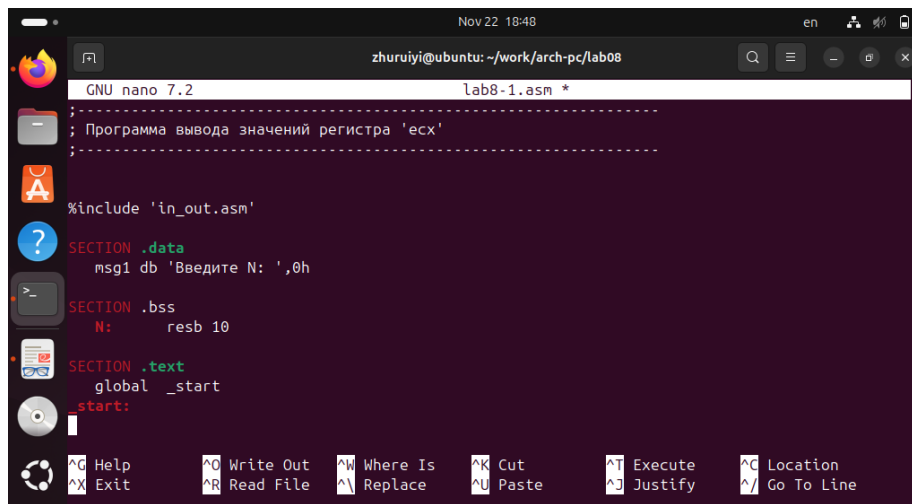 Nov 22 18:48
en
zhuruiyi@ubuntu: ~/work/arch-pc/lab08
GNU nano 7.2 lab8-1.asm *
;------------------------------------------------------------------
; Программа вывода значений регистра 'ecx'
;------------------------------------------------------------------
%include 'in_out.asm'
SECTION .data
msg1 db 'Введите N: ',0h
SECTION .bss
N: resb 10
SECTION .text
global _start
_start:
^G Help ^O Write Out ^W Where Is ^K Cut ^T Execute ^C Location
^X Exit ^R Read File ^\ Replace ^U Paste ^J Justify ^/ Go To Line